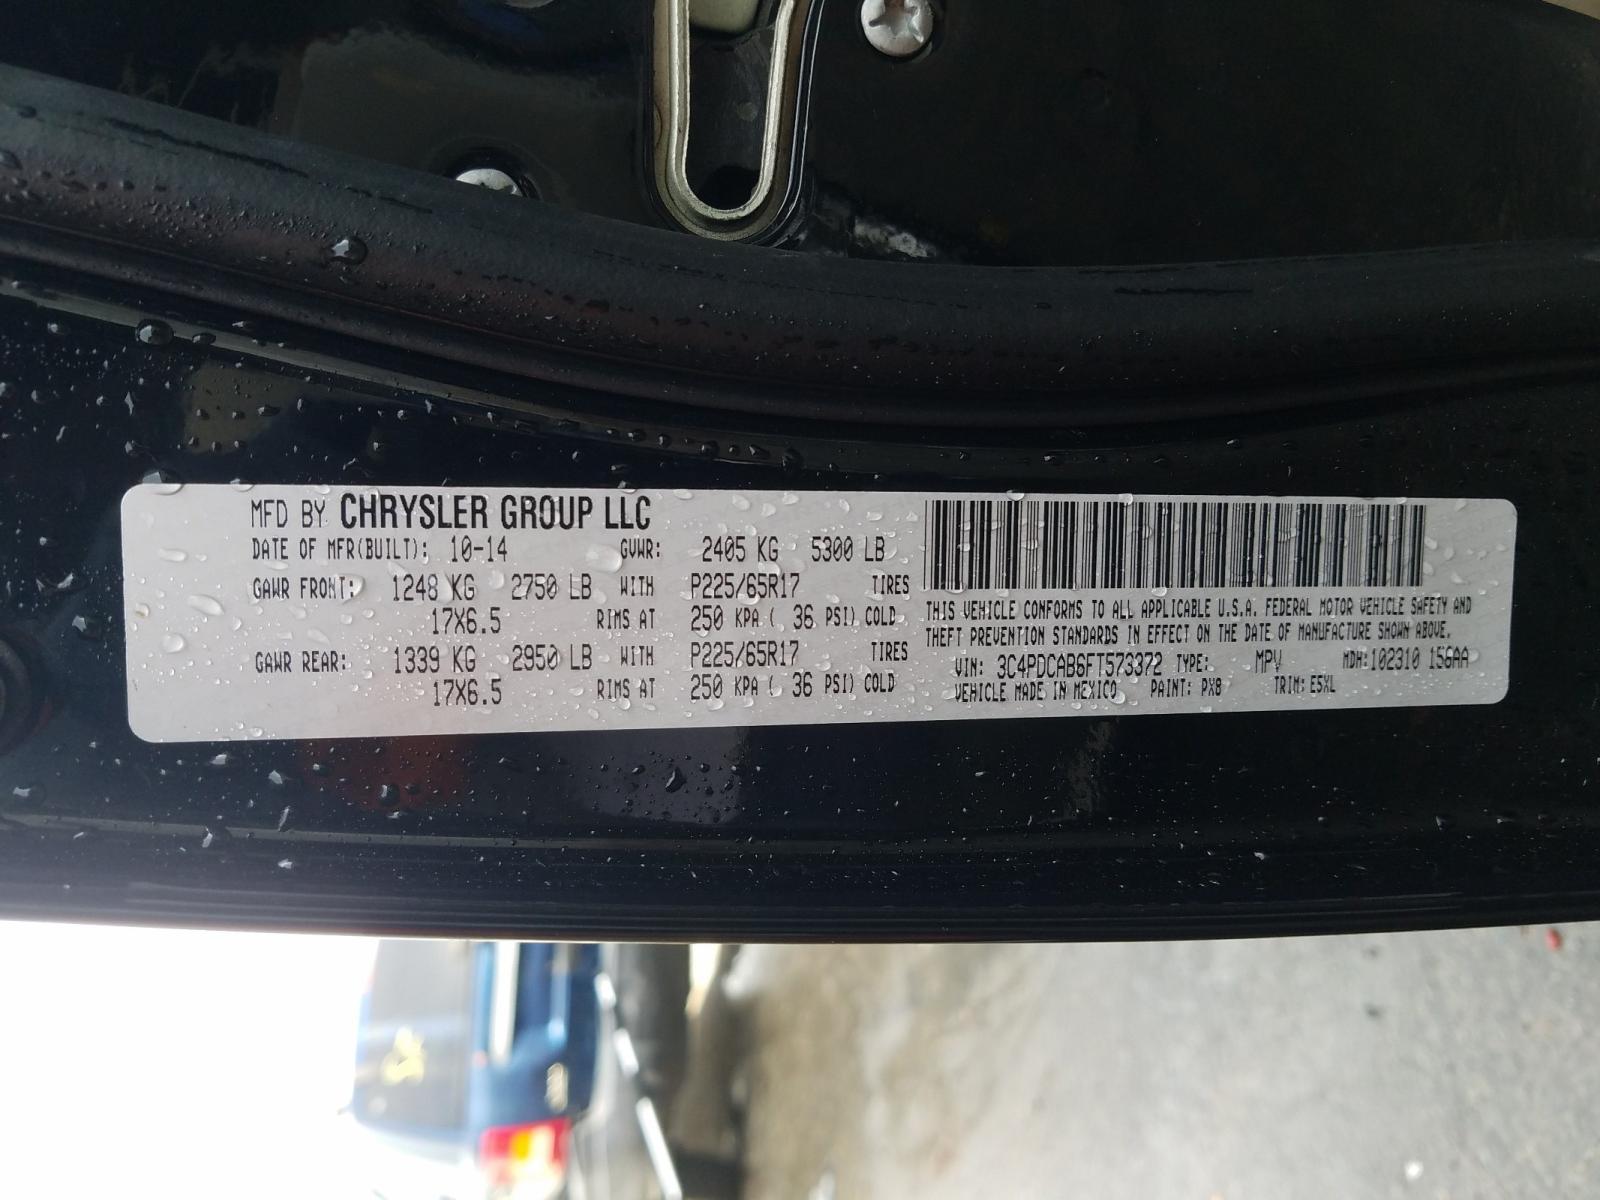 MFD BY CHRYSLER GROUP LLC
DATE OF MFR(BUILT): 10-14 GVWR: 2405 KG 5300 LB
GAWR FRONT: 1248 KG 2750 LB WITH P225/65R17 TIRES
17X6.5 RIMS AT 250 KPA ( 36 PSI) COLD
GAWR REAR: 1339 KG 2950 LB WITH P225/65R17 TIRES
17X6.5 RIMS AT 250 KPA ( 36 PSI) COLD
THIS VEHICLE CONFORMS TO ALL APPLICABLE U.S.A. FEDERAL MOTOR VEHICLE SAFETY AND
THEFT PREVENTION STANDARDS IN EFFECT ON THE DATE OF MANUFACTURE SHOWN ABOVE.
VIN: 3C4PDCAB6FT573372 TYPE: MPV MDH:102310 156AA
VEHICLE MADE IN MEXICO PAINT: PX8 TRIM: E5XL